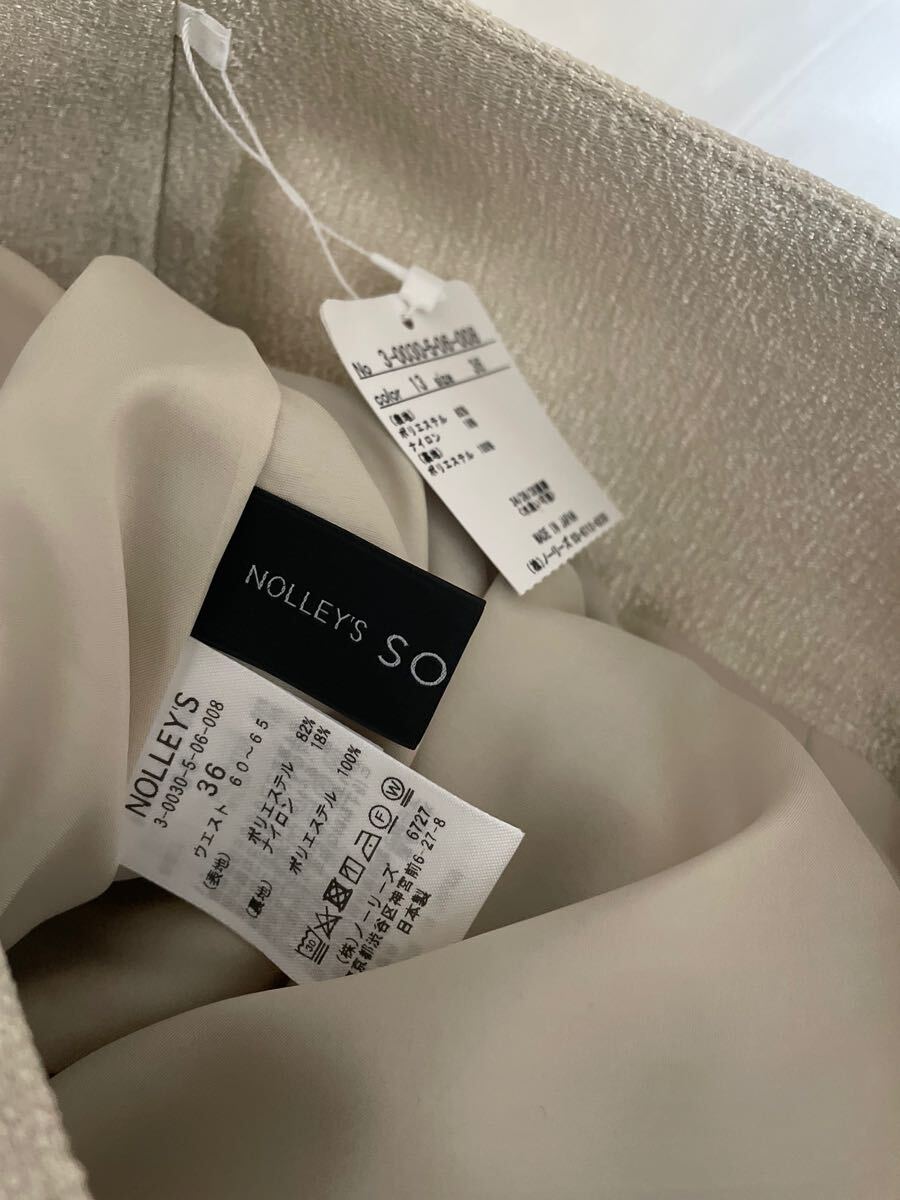 No 3-0030-5-06-008
color 13 size 36
(表地)
ポリエステル 82%
ナイロン 18%
(裏地)
ポリエステル 100%
MADE IN JAPAN
(株)ノーリーズ
NOLLEY'S SO
NOLLEY'S
3-0030-5-06-008
36
ウエスト 60~65
(表地)
ポリエステル 82%
ナイロン 18%
(裏地)
ポリエステル 100%
30 F W
(株)ノーリーズ 6727
東京都渋谷区神宮前6-27-8
日本製